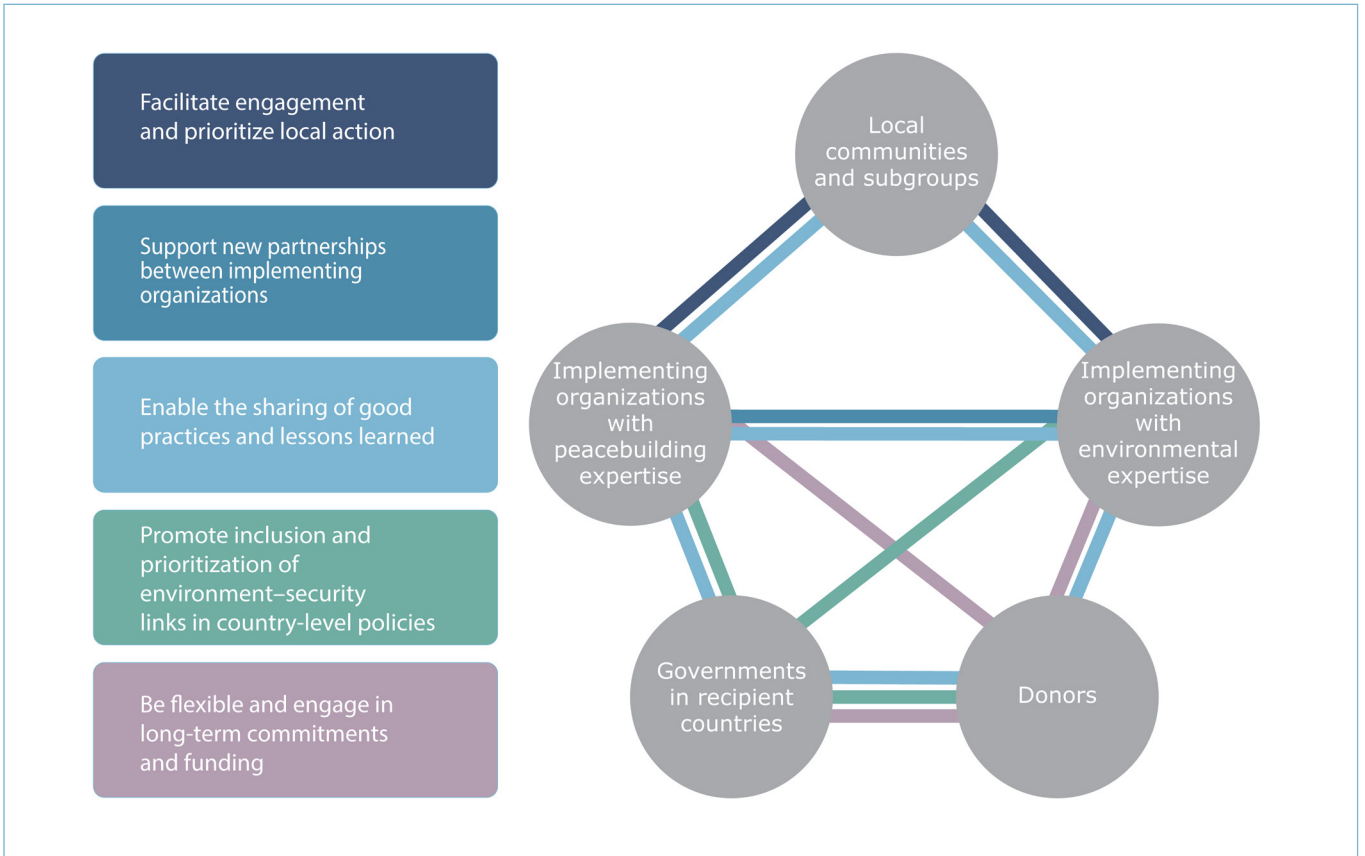 Facilitate engagement
and prioritize local action
Support new partnerships
between implementing
organizations
Enable the sharing of good
practices and lessons learned
Promote inclusion and
prioritization of
environment–security
links in country-level policies
Be flexible and engage in
long-term commitments
and funding
Local
communities
and subgroups
Implementing
organizations
with
peacebuilding
expertise
Implementing
organizations
with
environmental
expertise
Governments
in recipient
countries
Donors